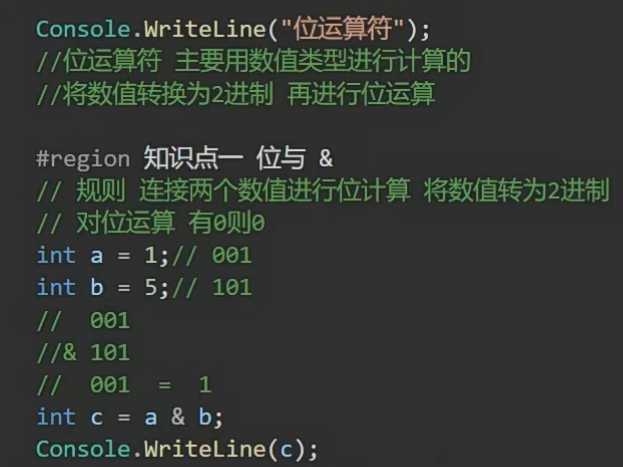 Console.WriteLine("位运算符");
//位运算符 主要用数值类型进行计算的
//将数值转换为2进制 再进行位运算
#region 知识点一 位与 &
// 规则 连接两个数值进行位计算 将数值转为2进制
// 对位运算 有0则0
int a = 1;// 001
int b = 5;// 101
//  001
//& 101
//  001  =  1
int c = a & b;
Console.WriteLine(c);